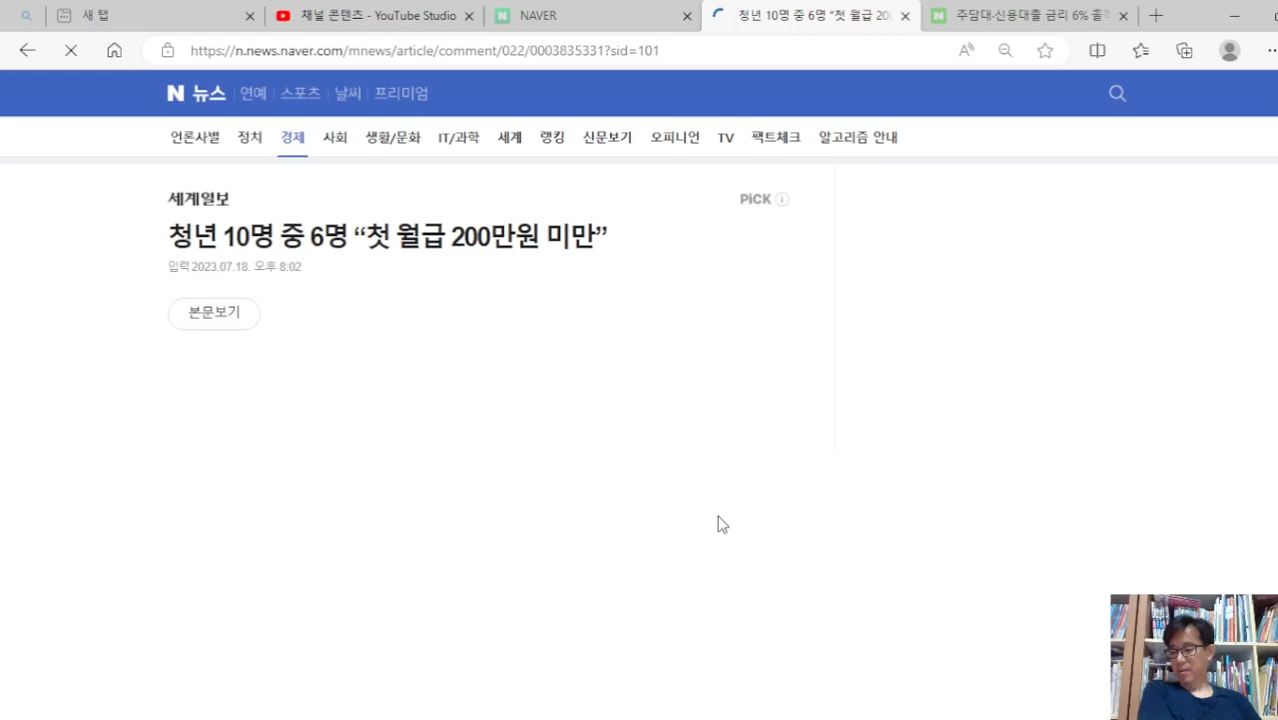 새 탭
채널 콘텐츠 - YouTube Studio
NAVER
청년 10명 중 6명 “첫 월급 20
주담대·신용대출 금리 6% 훌
https://n.news.naver.com/mnews/article/comment/022/0003835331?sid=101
N 뉴스 연예 스포츠 날씨 프리미엄
언론사별 정치 경제 사회 생활/문화 IT/과학 세계 랭킹 신문보기 오피니언 TV 팩트체크 알고리즘 안내
세계일보
PiCK
청년 10명 중 6명 “첫 월급 200만원 미만”
입력 2023.07.18. 오후 8:02
본문보기